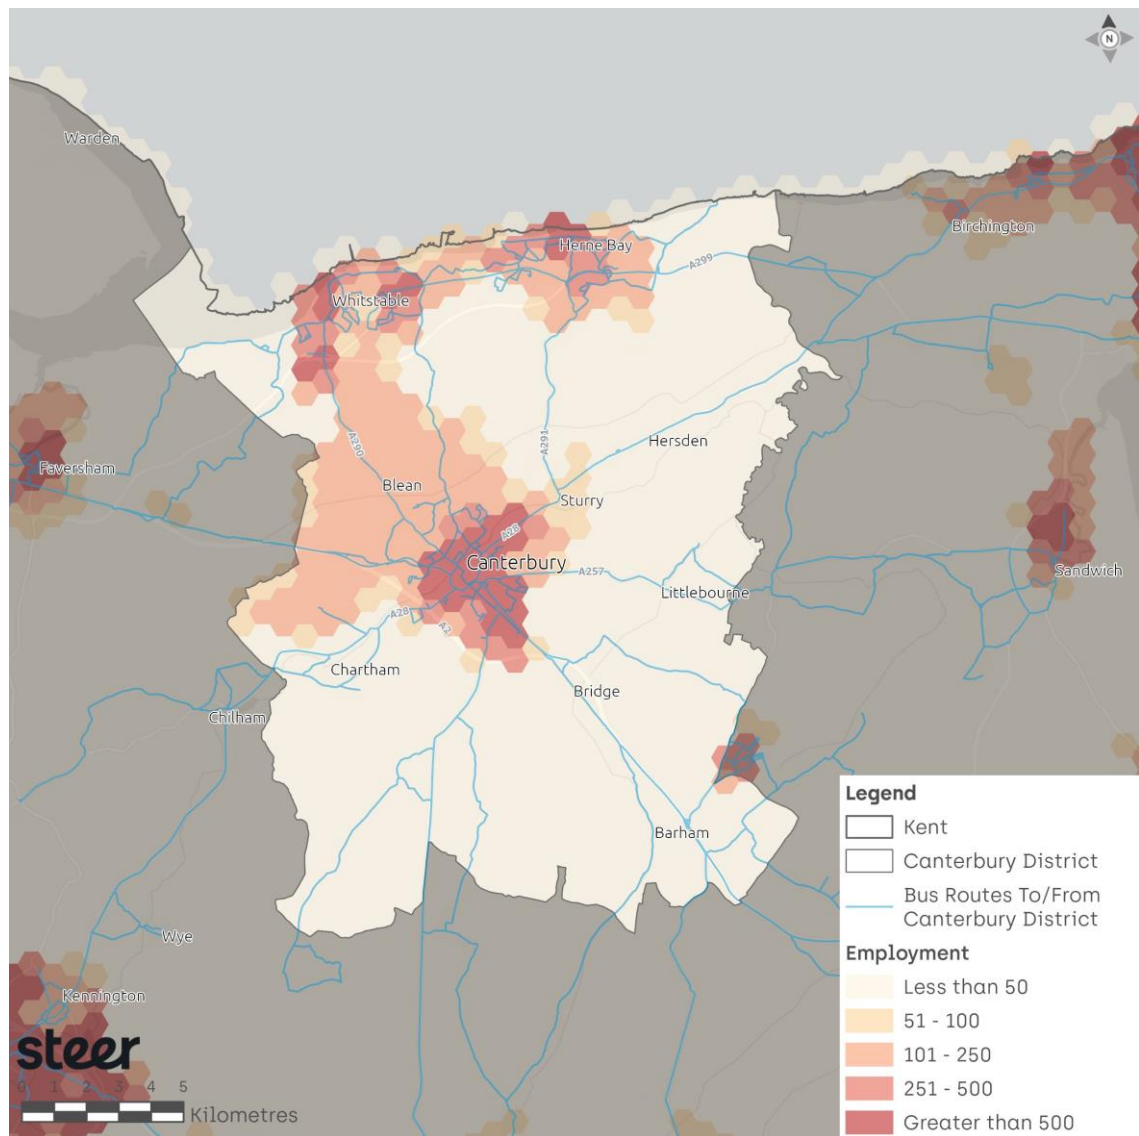 N
Warden
Birchington
Herne Bay
A299
Whitstable
A291
Hersden
A290
Faversham
Blean
Sturry
A28
Canterbury
A257
Sandwich
Littlebourne
A28
A2
Chartham
Bridge
Chilham
Barham
Wye
Kennington
steer
0 1 2 3 4 5
Kilometres
Legend
Kent
Canterbury District
Bus Routes To/From
Canterbury District
Employment
Less than 50
51 - 100
101 - 250
251 - 500
Greater than 500